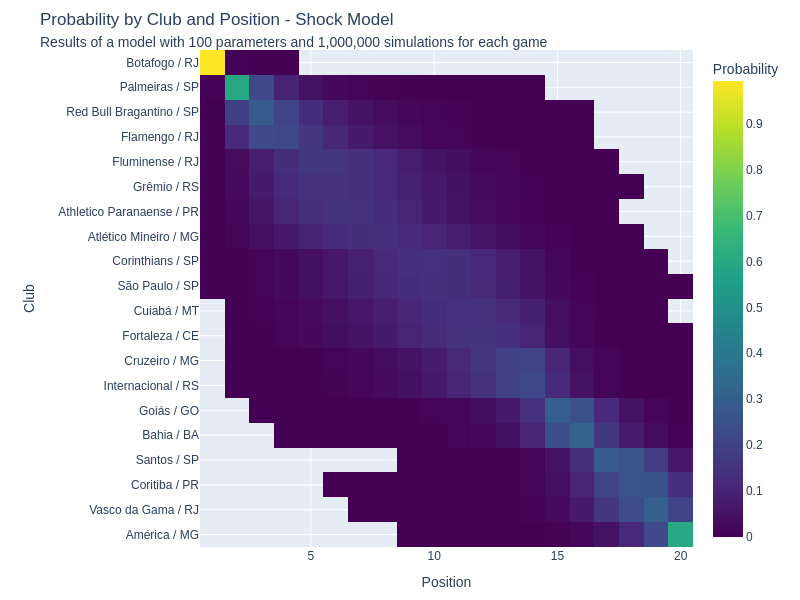 Probability by Club and Position - Shock Model
Results of a model with 100 parameters and 1,000,000 simulations for each game
Probability
Club
Botafogo / RJ
Palmeiras / SP
Red Bull Bragantino / SP
Flamengo / RJ
Fluminense / RJ
Grêmio / RS
Athletico Paranaense / PR
Atlético Mineiro / MG
Corinthians / SP
São Paulo / SP
Cuiabá / MT
Fortaleza / CE
Cruzeiro / MG
Internacional / RS
Goiás / GO
Bahia / BA
Santos / SP
Coritiba / PR
Vasco da Gama / RJ
América / MG
0.9
0.8
0.7
0.6
0.5
0.4
0.3
0.2
0.1
0
5
10
15
20
Position